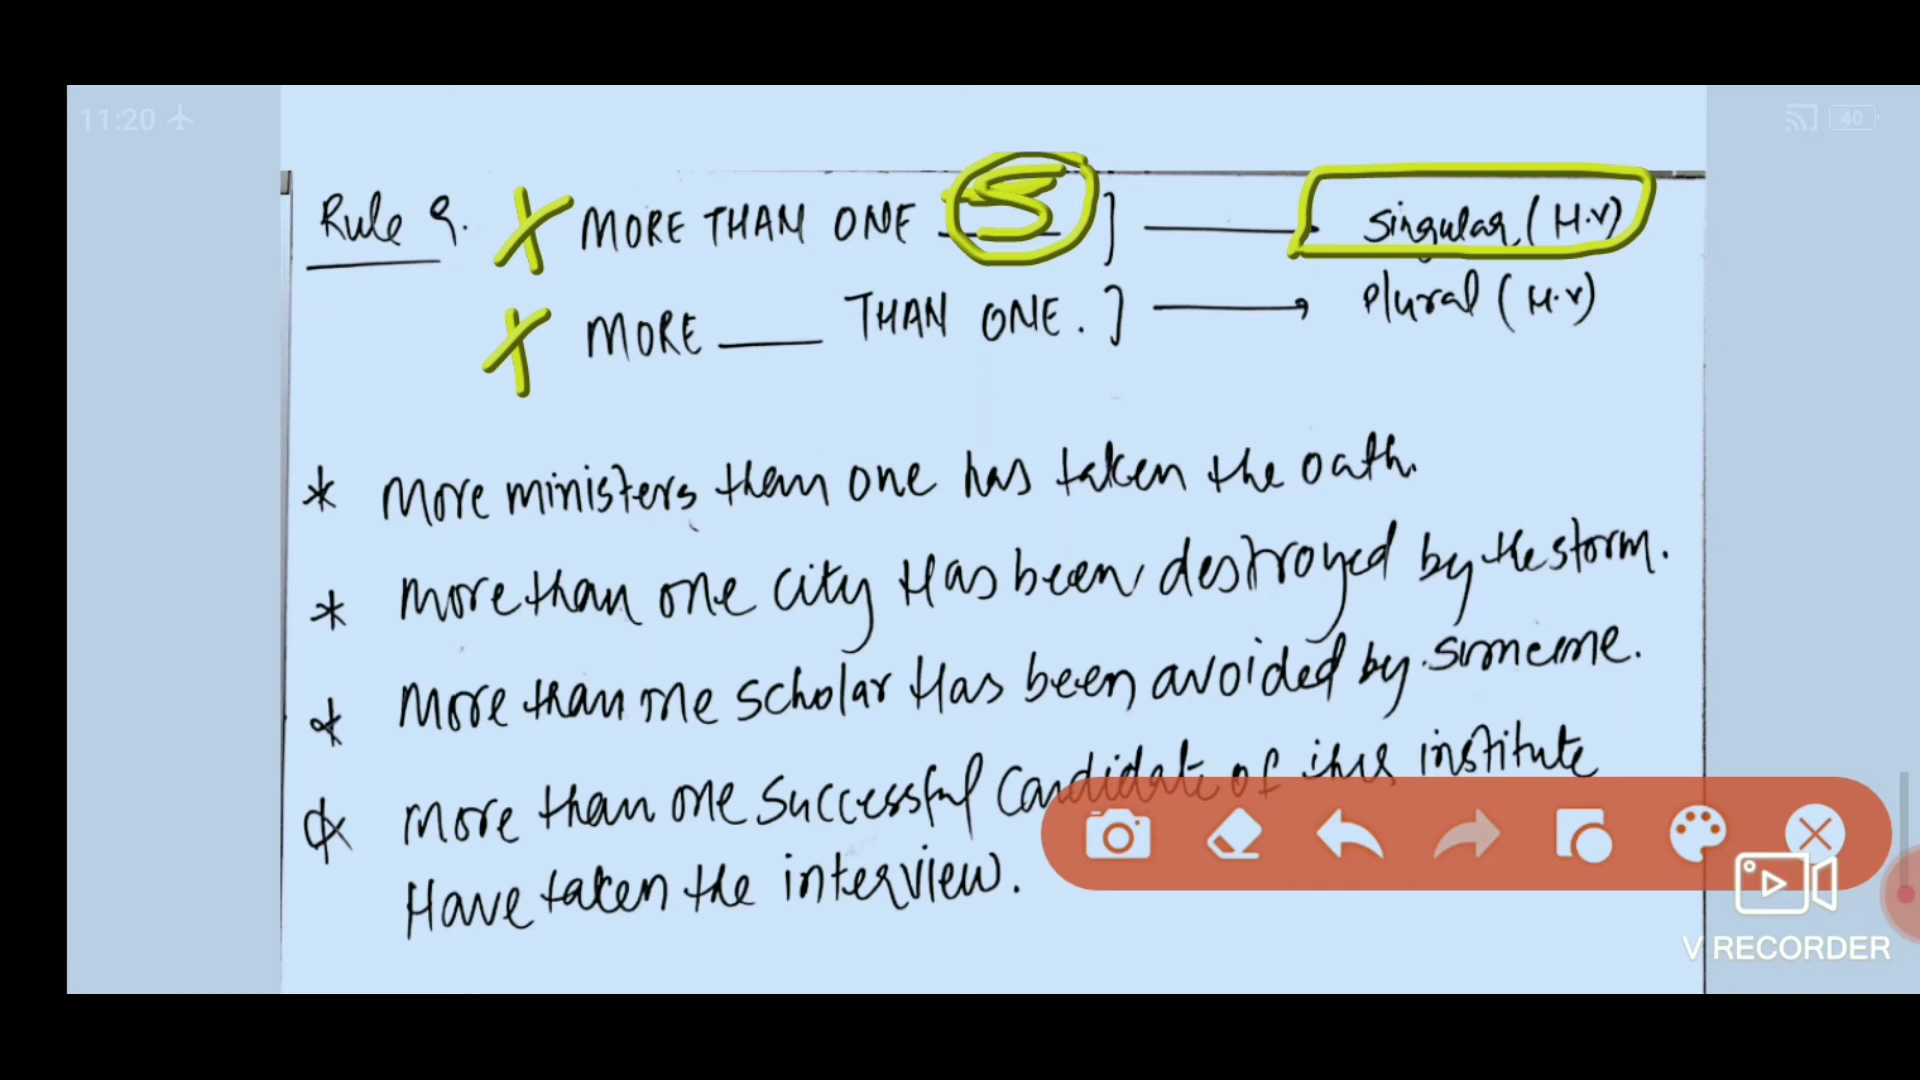 11:20
40
Rule 9. X MORE THAN ONE S ] singular (H.V)
X MORE ___ THAN ONE. ] Plural (H.V)
* More ministers than one has taken the oath.
* More than one city Has been destroyed by the storm.
* More than one scholar Has been avoided by someone.
* More than one successful candidate of this institute
Have taken the interview.
V RECORDER